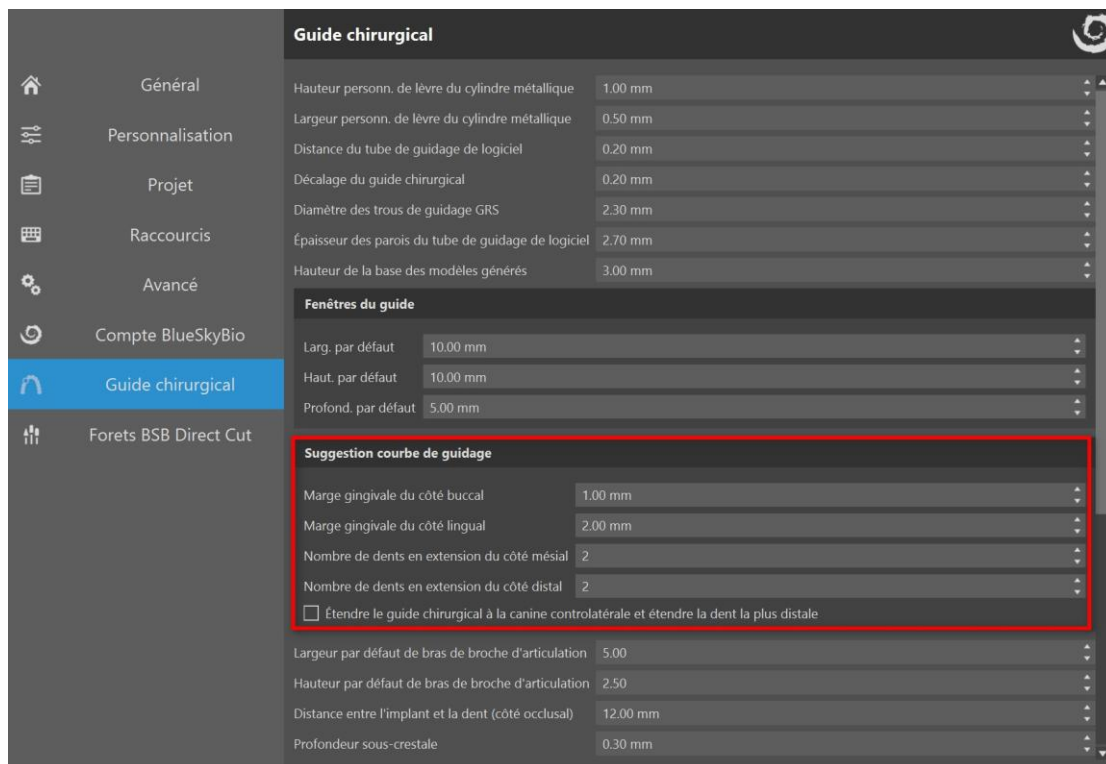 Guide chirurgical
Général
Personnalisation
Projet
Raccourcis
Avancé
Compte BlueSkyBio
Guide chirurgical
Forets BSB Direct Cut
Hauteur personn. de lèvre du cylindre métallique 1.00 mm
Largeur personn. de lèvre du cylindre métallique 0.50 mm
Distance du tube de guidage de logiciel 0.20 mm
Décalage du guide chirurgical 0.20 mm
Diamètre des trous de guidage GRS 2.30 mm
Épaisseur des parois du tube de guidage de logiciel 2.70 mm
Hauteur de la base des modèles générés 3.00 mm
Fenêtres du guide
Larg. par défaut 10.00 mm
Haut. par défaut 10.00 mm
Profond. par défaut 5.00 mm
Suggestion courbe de guidage
Marge gingivale du côté buccal 1.00 mm
Marge gingivale du côté lingual 2.00 mm
Nombre de dents en extension du côté mésial 2
Nombre de dents en extension du côté distal 2
Étendre le guide chirurgical à la canine controlatérale et étendre la dent la plus distale
Largeur par défaut de bras de broche d'articulation 5.00
Hauteur par défaut de bras de broche d'articulation 2.50
Distance entre l'implant et la dent (côté occlusal) 12.00 mm
Profondeur sous-crestale 0.30 mm